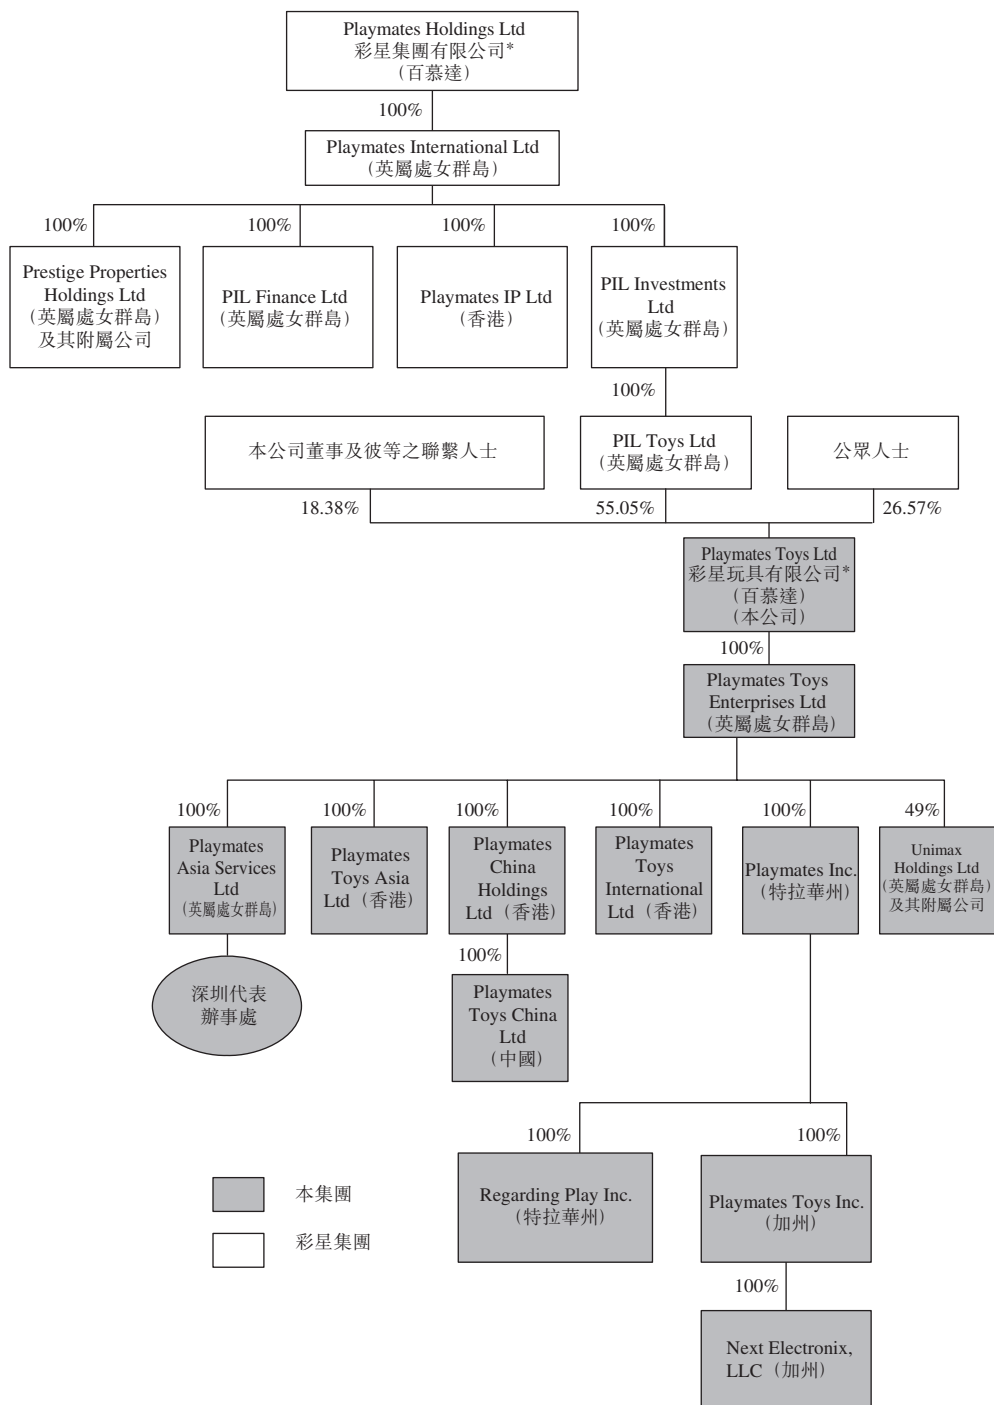 Playmates Holdings Ltd
彩星集團有限公司*
（百慕達）
100%
Playmates International Ltd
（英屬處女群島）
100%
100%
100%
100%
Prestige Properties
Holdings Ltd
（英屬處女群島）
及其附屬公司
PIL Finance Ltd
（英屬處女群島）
Playmates IP Ltd
（香港）
PIL Investments
Ltd
（英屬處女群島）
100%
本公司董事及彼等之聯繫人士
PIL Toys Ltd
（英屬處女群島）
公眾人士
18.38%
55.05%
26.57%
Playmates Toys Ltd
彩星玩具有限公司*
（百慕達）
（本公司）
100%
Playmates Toys
Enterprises Ltd
（英屬處女群島）
100%
100%
100%
100%
100%
49%
Playmates
Asia Services
Ltd
（英屬處女群島）
Playmates
Toys Asia
Ltd（香港）
Playmates
China
Holdings
Ltd（香港）
Playmates
Toys
International
Ltd（香港）
Playmates Inc.
（特拉華州）
Unimax
Holdings Ltd
（英屬處女群島）
及其附屬公司
100%
深圳代表
辦事處
Playmates
Toys China
Ltd
（中國）
100%
100%
Regarding Play Inc.
（特拉華州）
Playmates Toys Inc.
（加州）
本集團
彩星集團
100%
Next Electronix,
LLC（加州）